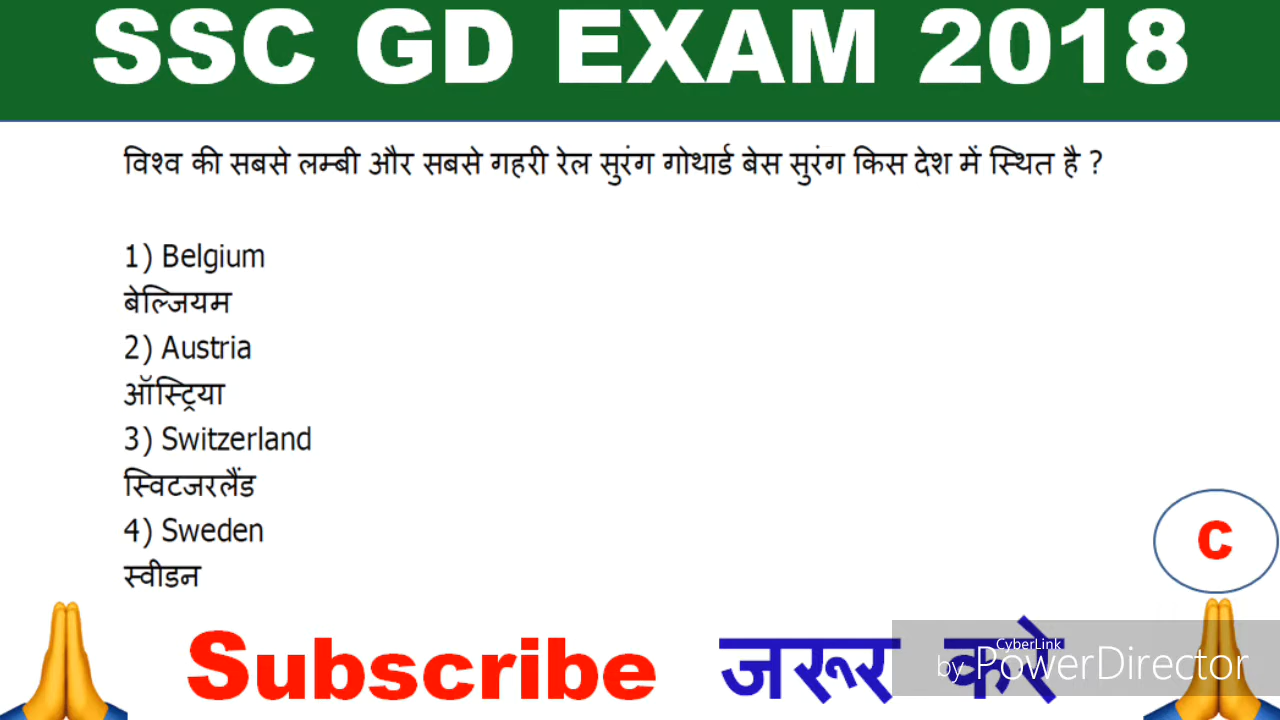 SSC GD EXAM 2018
विश्व की सबसे लम्बी और सबसे गहरी रेल सुरंग गोथार्ड बेस सुरंग किस देश में स्थित है ?
1) Belgium
बेल्जियम
2) Austria
ऑस्ट्रिया
3) Switzerland
स्विटजरलैंड
4) Sweden
स्वीडन
C
Subscribe जरूर करे
CyberLink
by PowerDirector